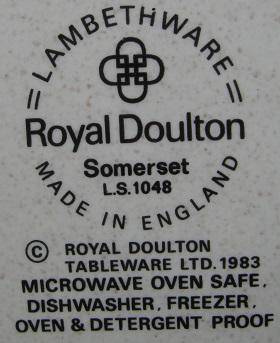 = LAMBETHWARE =
Royal Doulton
Somerset
L.S.1048
MADE IN ENGLAND
© ROYAL DOULTON
TABLEWARE LTD.1983
MICROWAVE OVEN SAFE,
DISHWASHER, FREEZER,
OVEN & DETERGENT PROOF